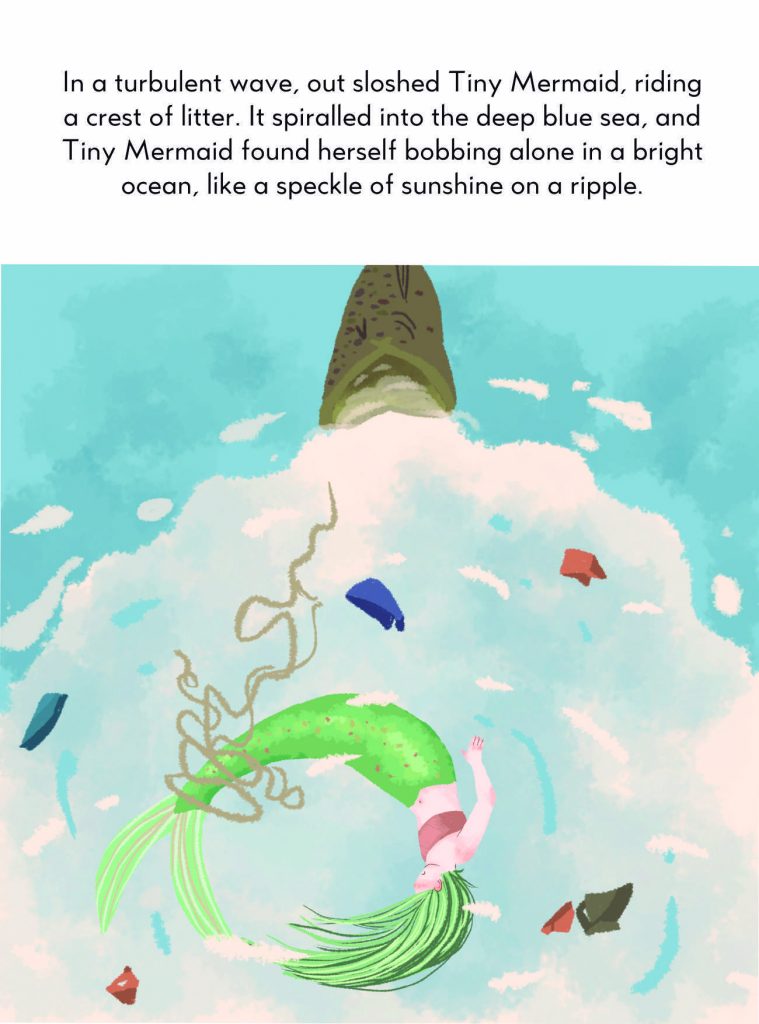 In a turbulent wave, out sloshed Tiny Mermaid, riding
a crest of litter. It spiralled into the deep blue sea, and
Tiny Mermaid found herself bobbing alone in a bright
ocean, like a speckle of sunshine on a ripple.